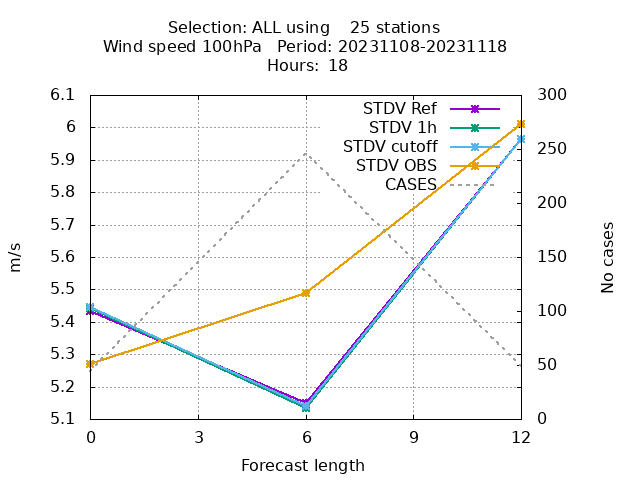 Selection: ALL using    25 stations
Wind speed 100hPa   Period: 20231108-20231118
Hours:  18
STDV Ref
STDV 1h
STDV cutoff
STDV OBS
CASES
6.1
6
5.9
5.8
5.7
5.6
5.5
5.4
5.3
5.2
5.1
m/s
300
250
200
150
100
50
0
No cases
0 3 6 9 12
Forecast length